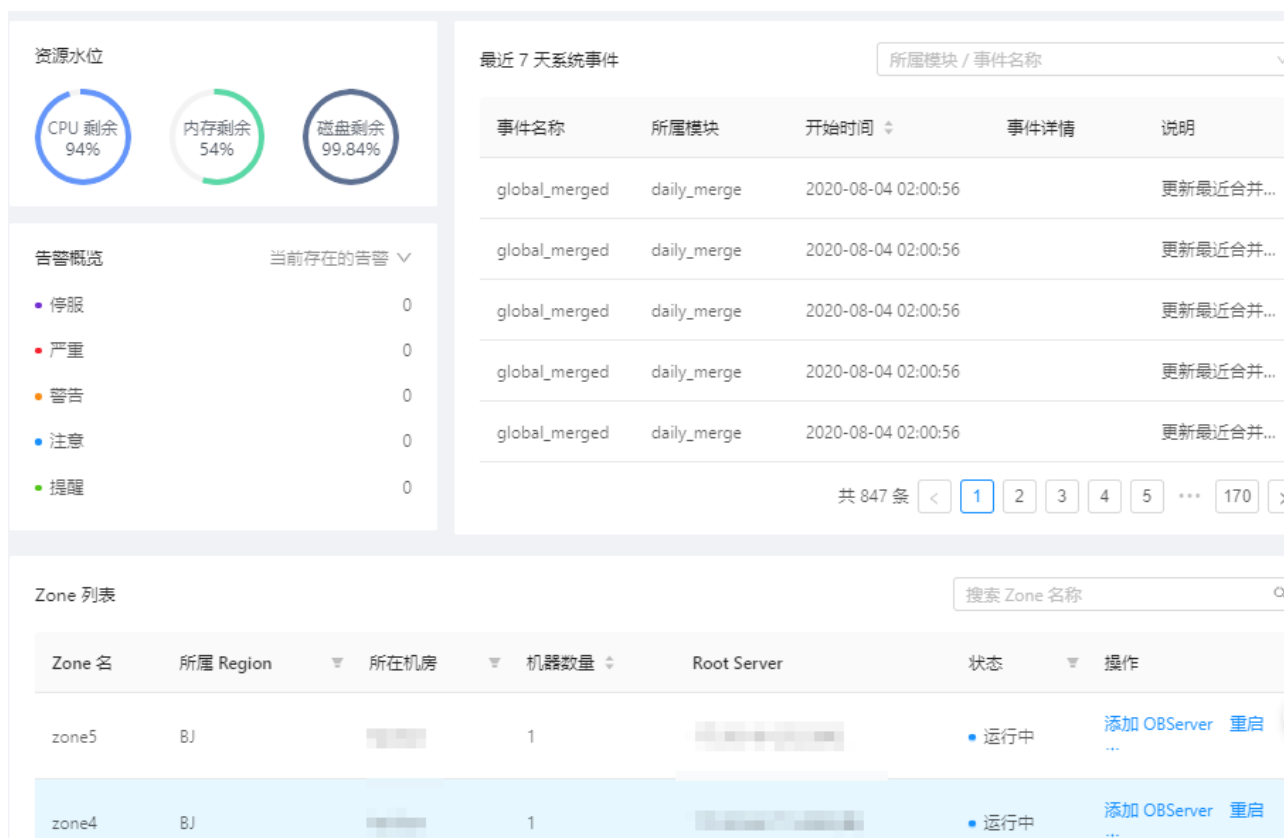 资源水位
CPU 剩余
94%
内存剩余
54%
磁盘剩余
99.84%
告警概览
当前存在的告警
停服 0
严重 0
警告 0
注意 0
提醒 0
最近 7 天系统事件
所属模块 / 事件名称
事件名称 所属模块 开始时间 事件详情 说明
global_merged daily_merge 2020-08-04 02:00:56 更新最近合并...
global_merged daily_merge 2020-08-04 02:00:56 更新最近合并...
global_merged daily_merge 2020-08-04 02:00:56 更新最近合并...
global_merged daily_merge 2020-08-04 02:00:56 更新最近合并...
global_merged daily_merge 2020-08-04 02:00:56 更新最近合并...
共 847 条 < 1 2 3 4 5 ••• 170 >
Zone 列表
搜索 Zone 名称
Zone 名 所属 Region 所在机房 机器数量 Root Server 状态 操作
zone5 BJ 1 运行中 添加 OBServer 重启
...
zone4 BJ 1 运行中 添加 OBServer 重启